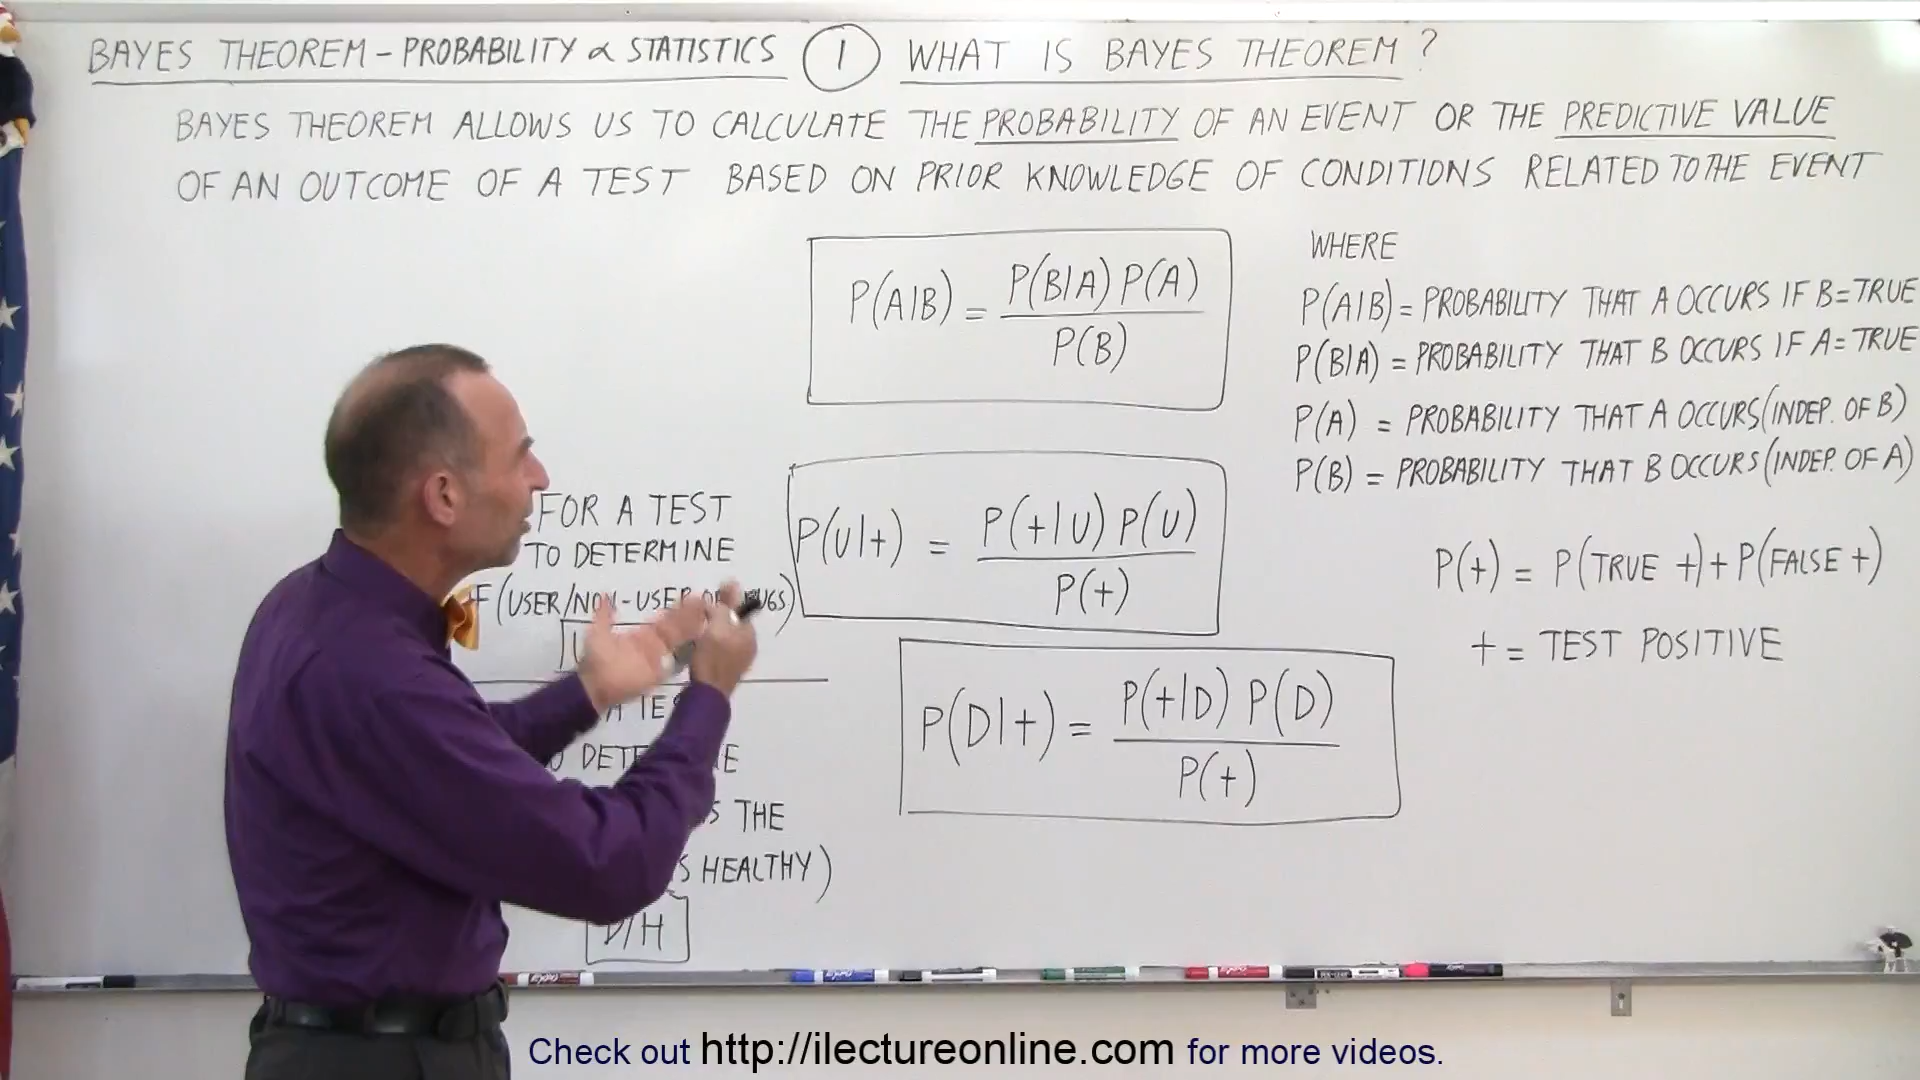 BAYES THEOREM – PROBABILITY & STATISTICS 1 WHAT IS BAYES THEOREM?
BAYES THEOREM ALLOWS US TO CALCULATE THE PROBABILITY OF AN EVENT OR THE PREDICTIVE VALUE
OF AN OUTCOME OF A TEST BASED ON PRIOR KNOWLEDGE OF CONDITIONS RELATED TO THE EVENT
P(A|B) = P(B|A) P(A)
P(B)
WHERE
P(A|B) = PROBABILITY THAT A OCCURS IF B=TRUE
P(B|A) = PROBABILITY THAT B OCCURS IF A=TRUE
P(A) = PROBABILITY THAT A OCCURS (INDEP. OF B)
P(B) = PROBABILITY THAT B OCCURS (INDEP. OF A)
FOR A TEST
TO DETERMINE
(USER/NON-USER
P(U|+) = P(+|U) P(U)
P(+)
P(+) = P(TRUE +) + P(FALSE +)
+ = TEST POSITIVE
P(D|+) = P(+|D) P(D)
P(+)
THE
HEALTHY)
D/H
Check out http://ilectureonline.com for more videos.